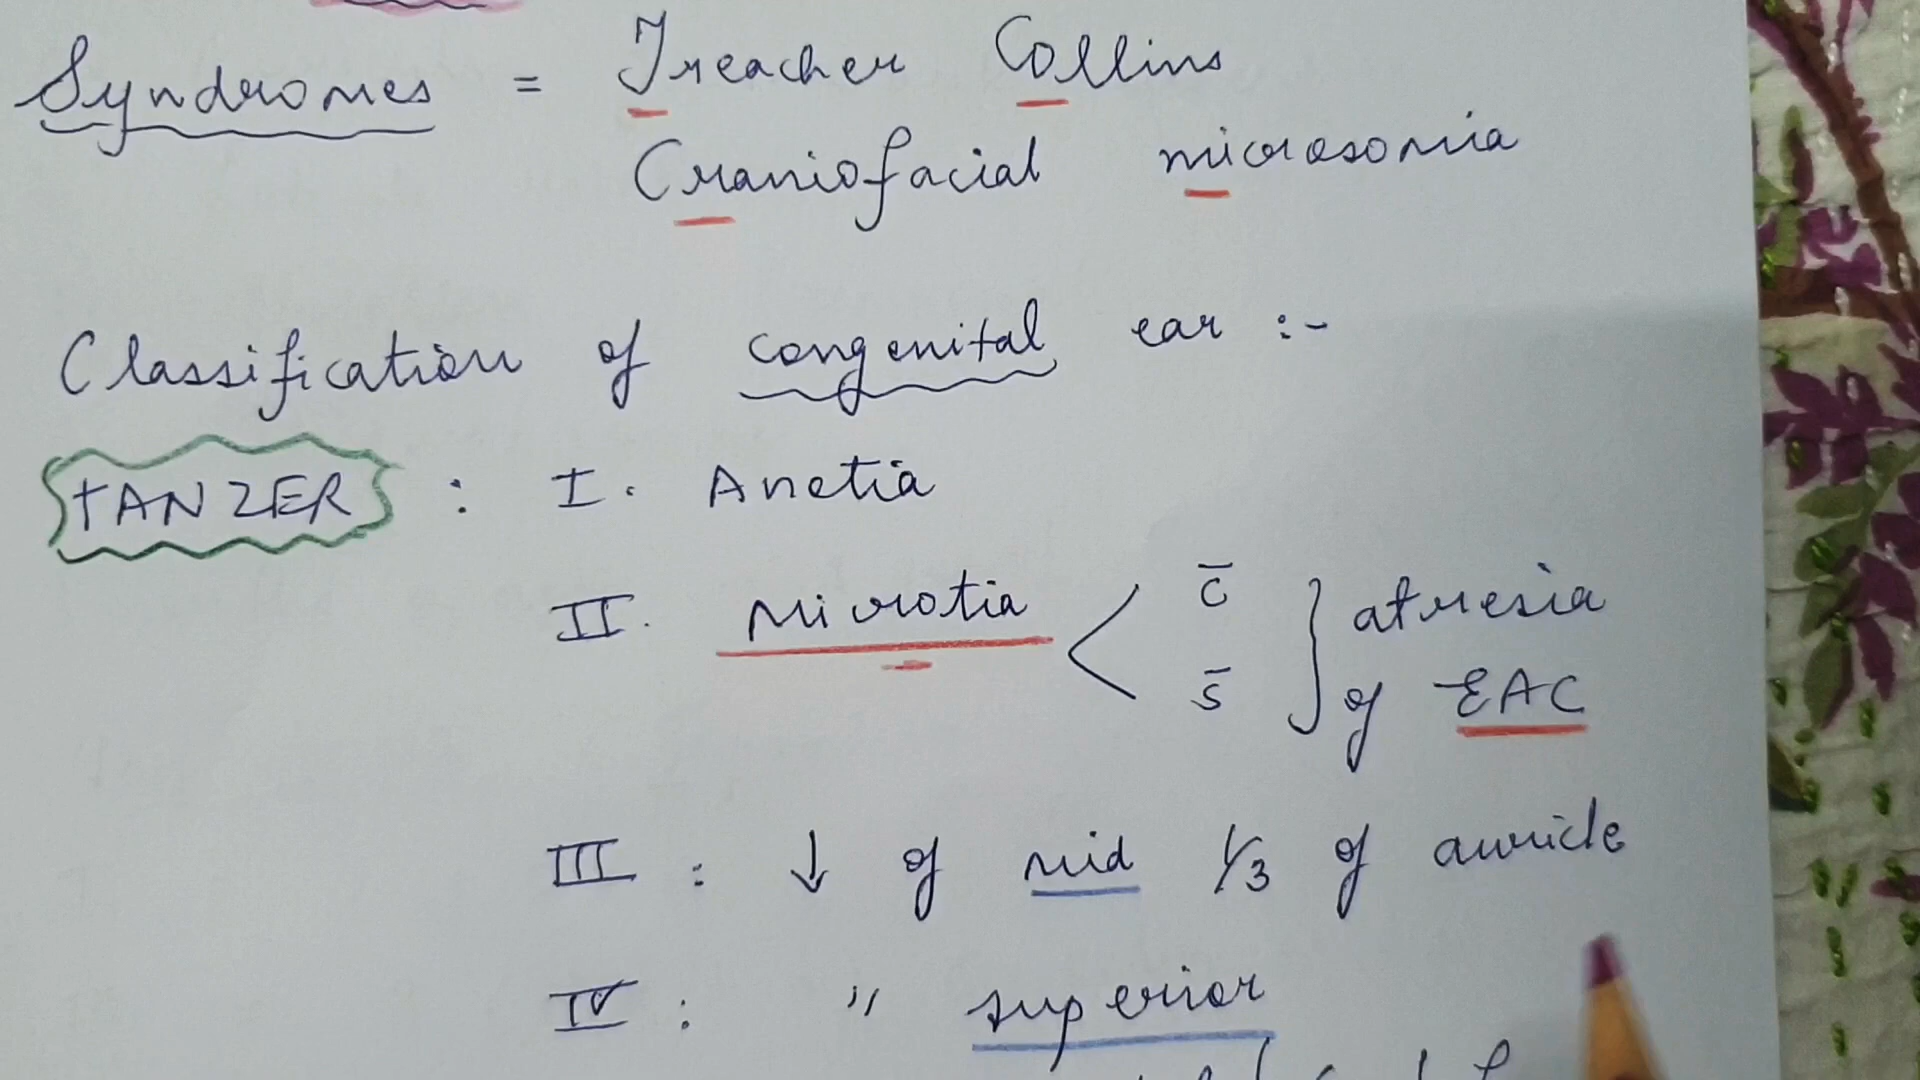 Syndromes = Treacher Collins
Craniofacial microsomia
Classification of congenital ear :-
TANZER : I. Anotia
II. Microtia < c̄ } atresia
s̄ of EAC
III : ↓ of mid 1/3 of auricle
IV : " superior